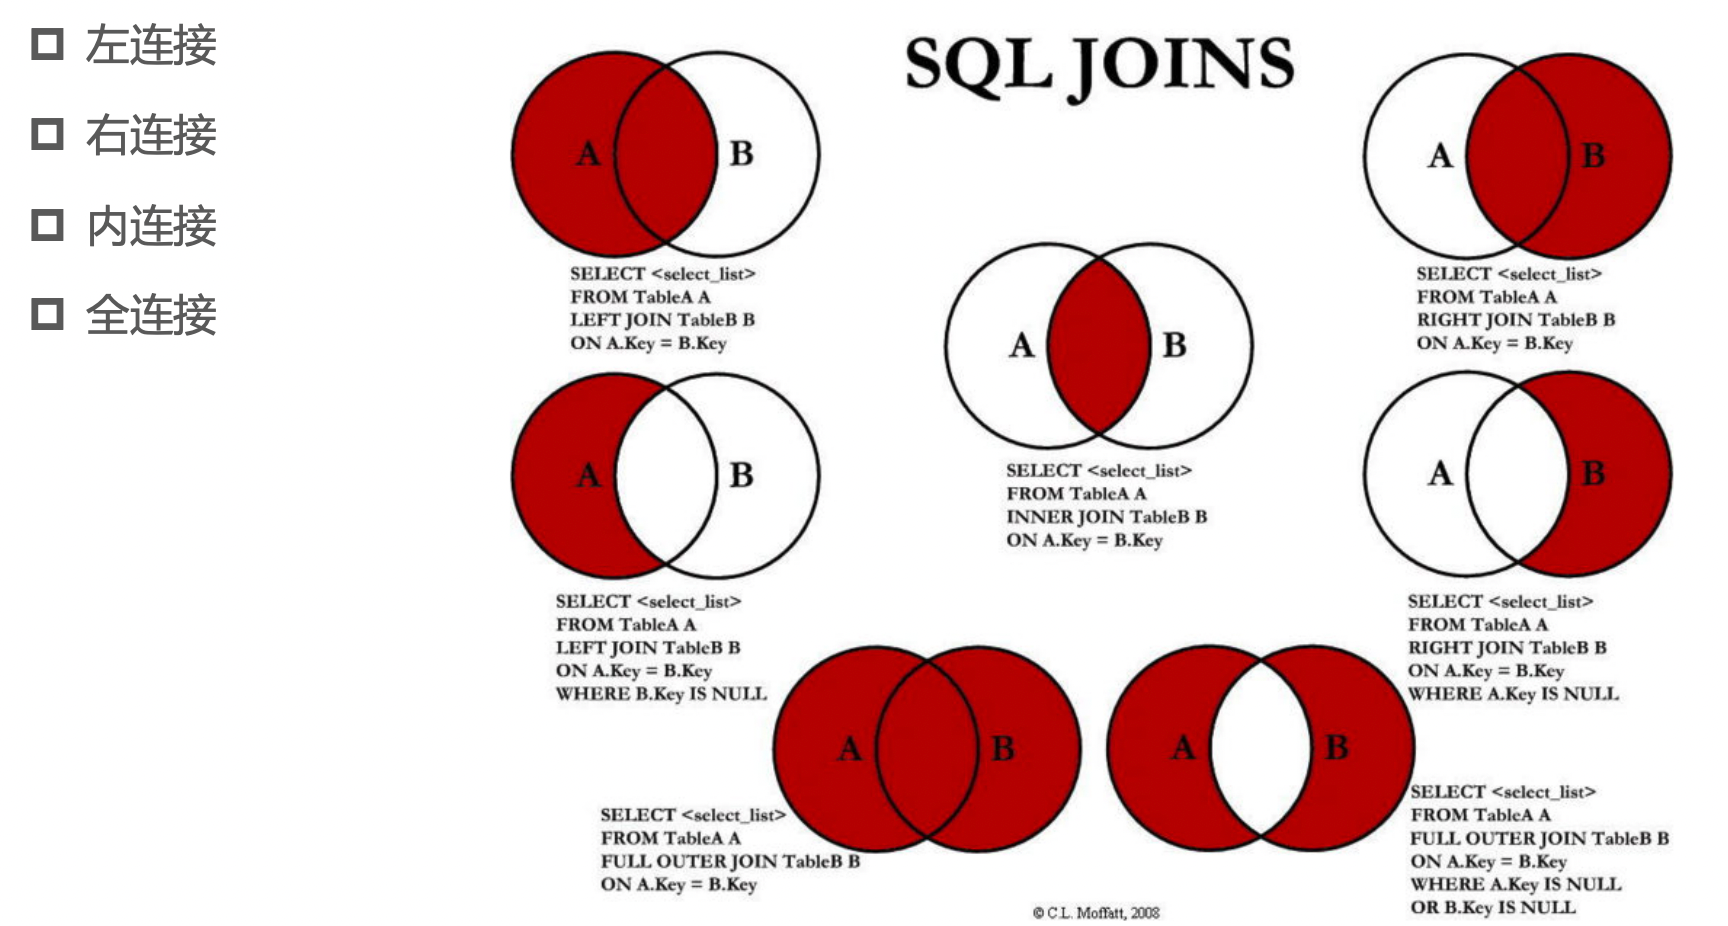 左连接
右连接
内连接
全连接
SQL JOINS
A
B
SELECT <select_list>
FROM TableA A
LEFT JOIN TableB B
ON A.Key = B.Key
A
B
SELECT <select_list>
FROM TableA A
RIGHT JOIN TableB B
ON A.Key = B.Key
A
B
SELECT <select_list>
FROM TableA A
INNER JOIN TableB B
ON A.Key = B.Key
A
B
SELECT <select_list>
FROM TableA A
LEFT JOIN TableB B
ON A.Key = B.Key
WHERE B.Key IS NULL
A
B
SELECT <select_list>
FROM TableA A
RIGHT JOIN TableB B
ON A.Key = B.Key
WHERE A.Key IS NULL
A
B
SELECT <select_list>
FROM TableA A
FULL OUTER JOIN TableB B
ON A.Key = B.Key
A
B
SELECT <select_list>
FROM TableA A
FULL OUTER JOIN TableB B
ON A.Key = B.Key
WHERE A.Key IS NULL
OR B.Key IS NULL
© C.L. Moffatt, 2008